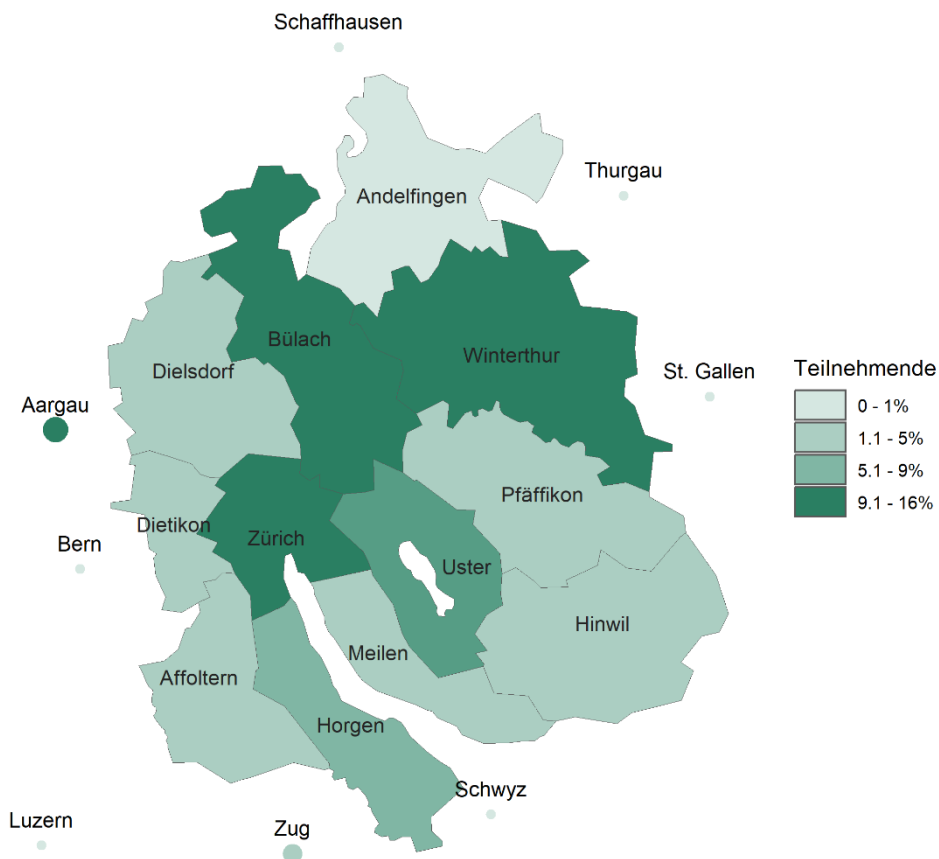 Schaffhausen
Thurgau
Andelfingen
Bülach
Winterthur
Dielsdorf
St. Gallen
Aargau
Teilnehmende
0 - 1%
1.1 - 5%
5.1 - 9%
9.1 - 16%
Pfäffikon
Dietikon
Zürich
Bern
Uster
Hinwil
Meilen
Affoltern
Horgen
Schwyz
Luzern
Zug